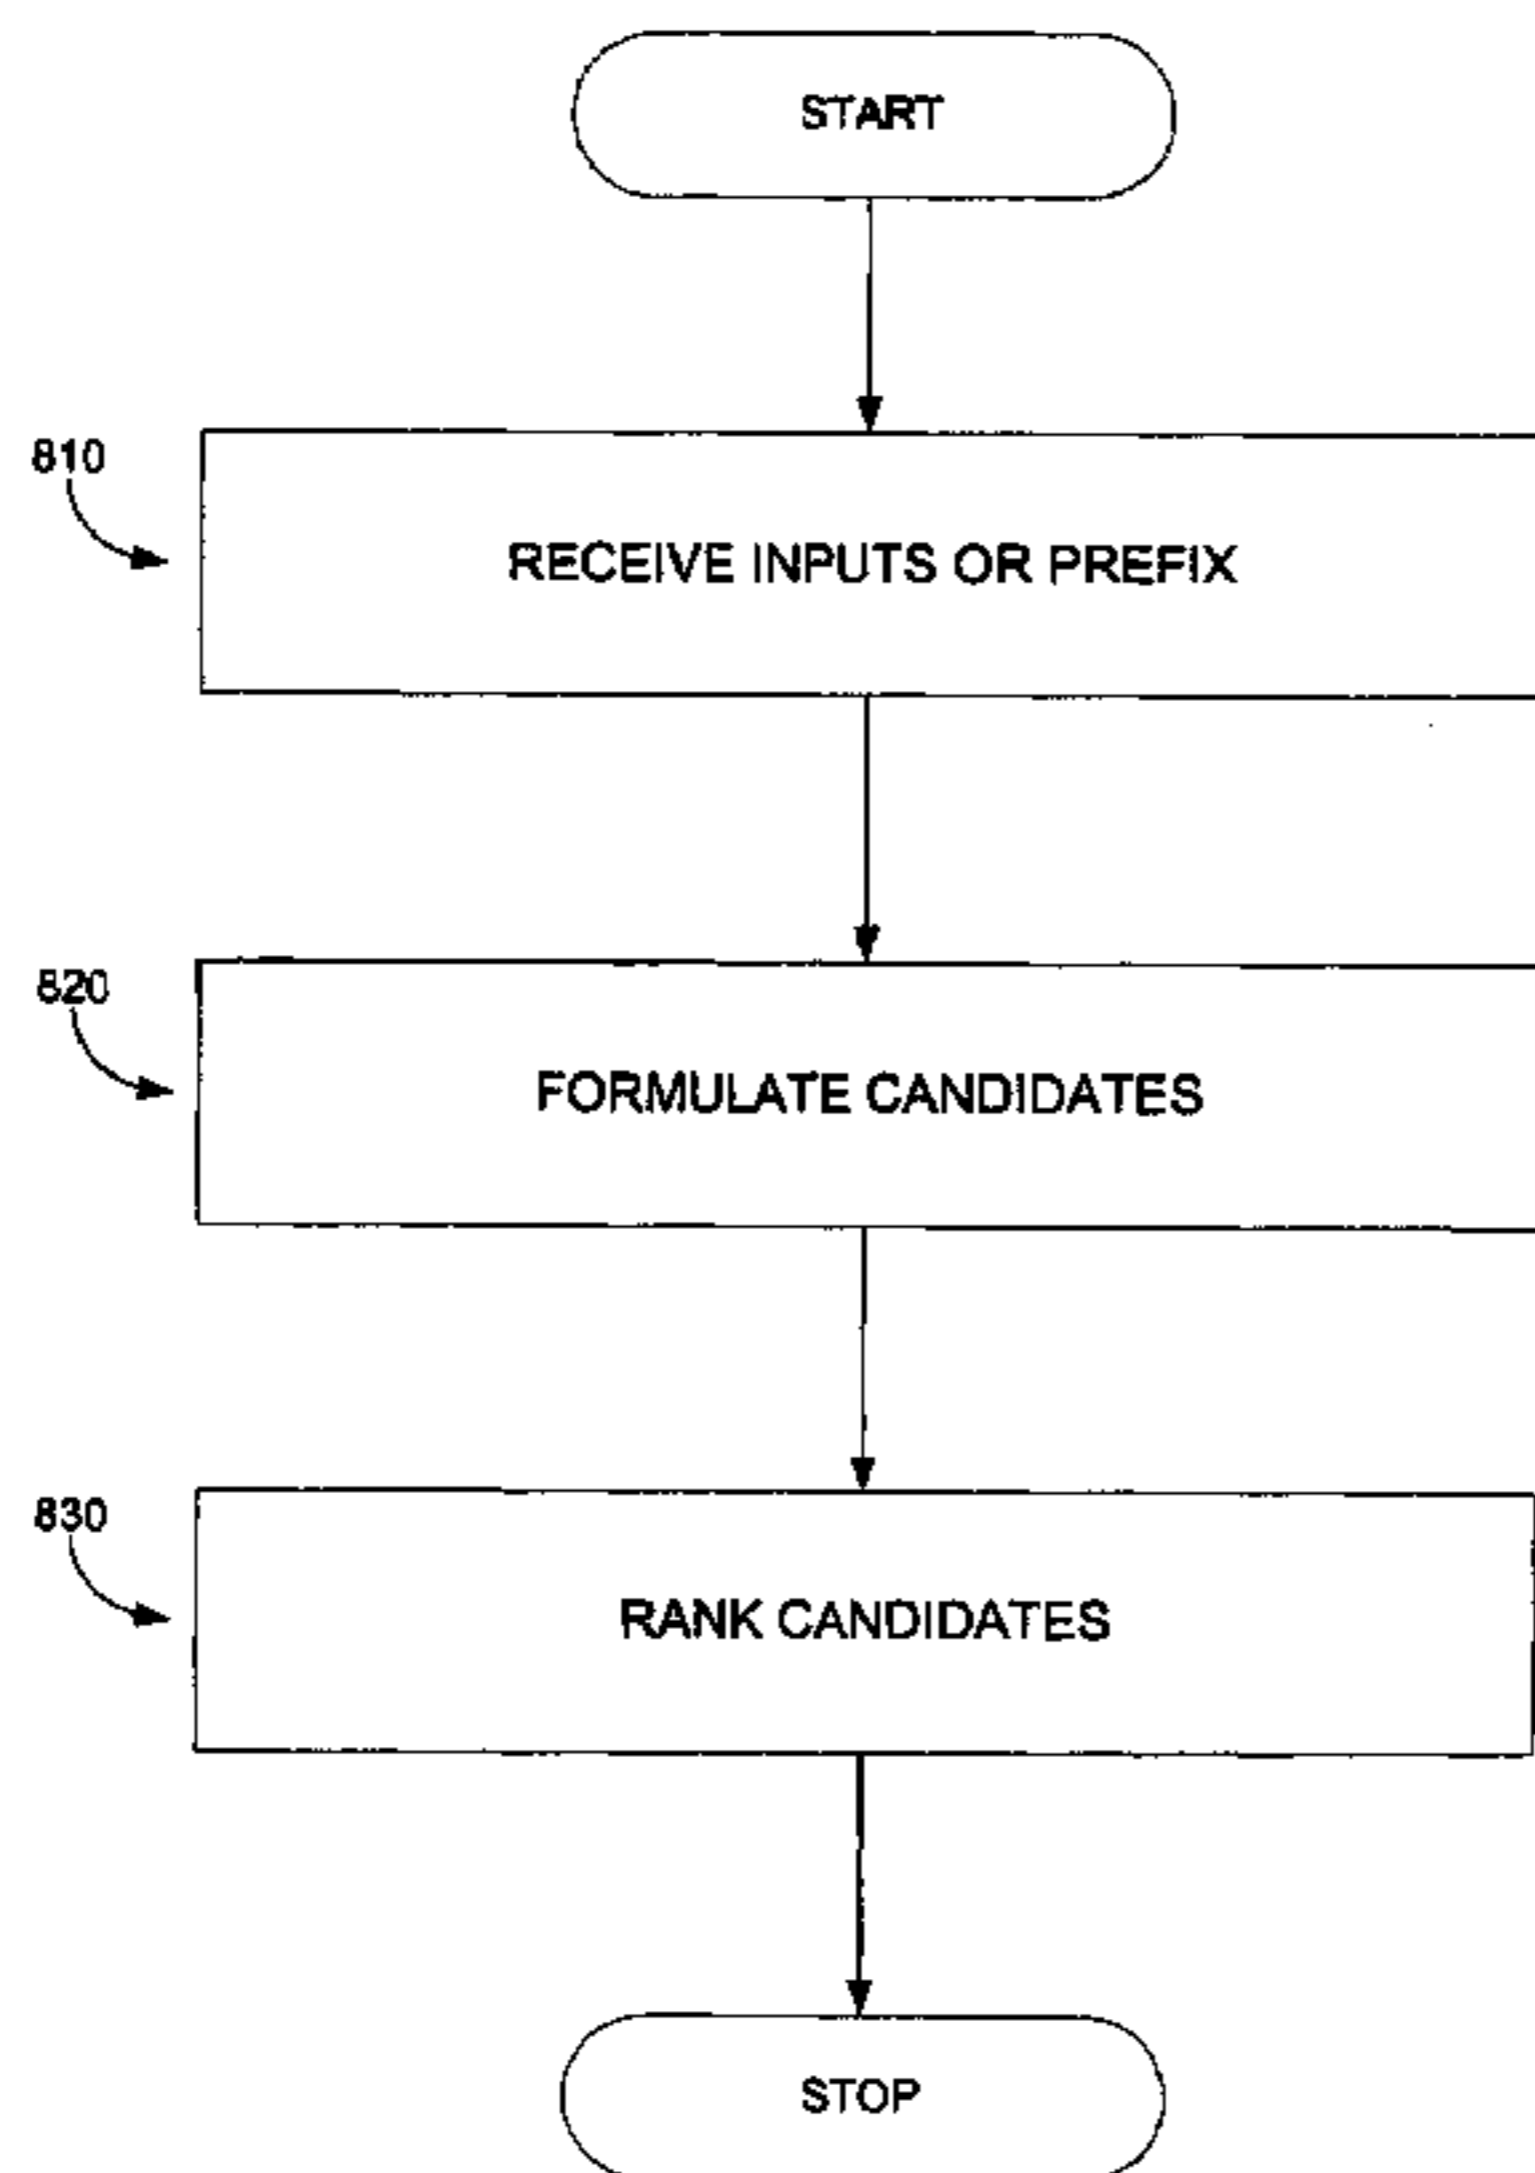 START
810
RECEIVE INPUTS OR PREFIX
820
FORMULATE CANDIDATES
830
RANK CANDIDATES
STOP